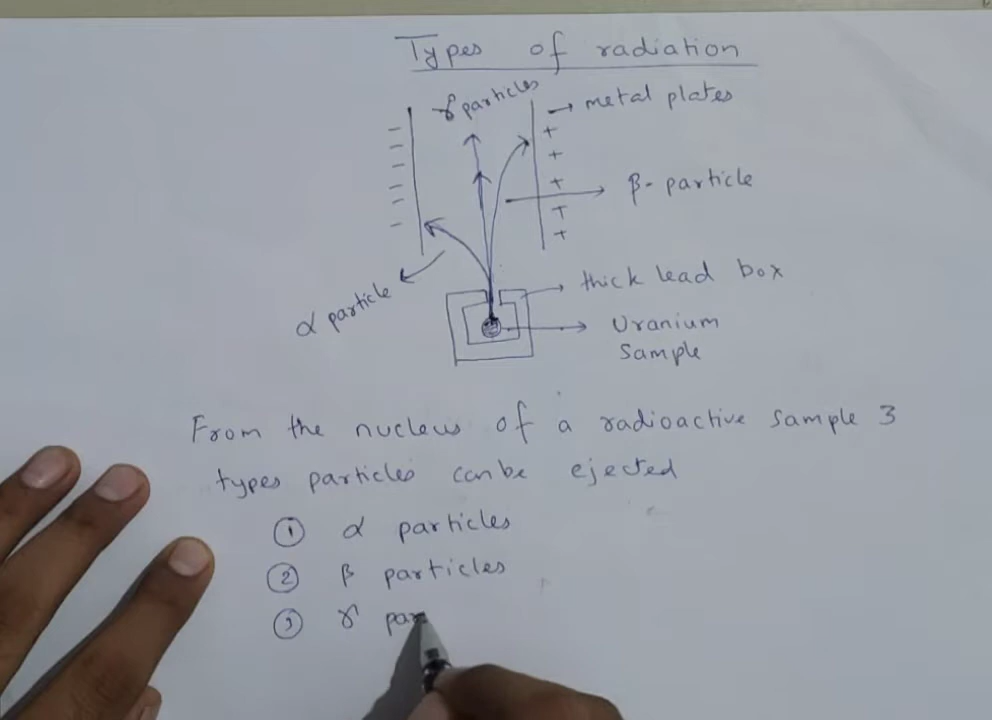 Types of radiation
γ particles
→ metal plates
β- particle
α particle
thick lead box
Uranium
Sample
From the nucleus of a radioactive sample 3
types particles can be ejected
① α particles
② β particles
③ γ par